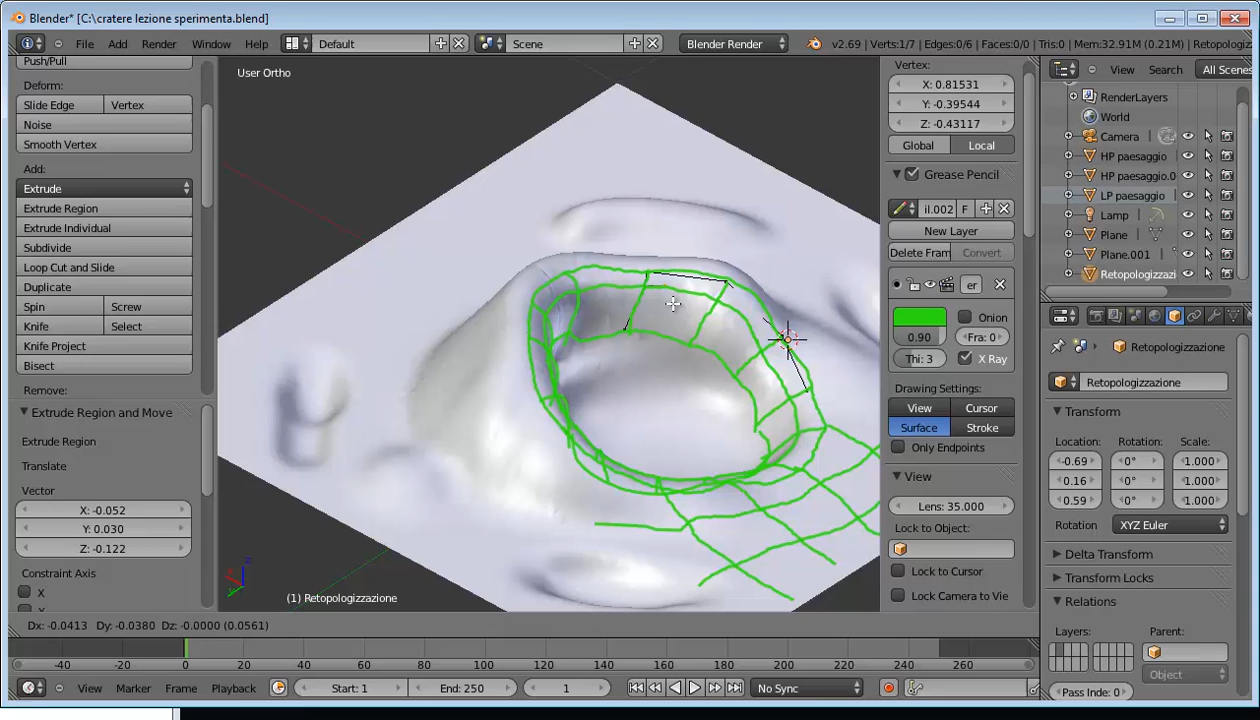 Blender* [C:\cratere lezione sperimenta.blend]
File Add Render Window Help Default Scene Blender Render v2.69 | Verts:1/7 | Edges:0/6 | Faces:0/0 | Tris:0 | Mem:32.91M (0.21M) | Retopologizz
Push/Pull
Deform:
Slide Edge Vertex
Noise
Smooth Vertex
Add:
Extrude
Extrude Region
Extrude Individual
Subdivide
Loop Cut and Slide
Duplicate
Spin Screw
Knife Select
Knife Project
Bisect
Remove:
Extrude Region and Move
Extrude Region
Translate
Vector
X: -0.052
Y: 0.030
Z: -0.122
Constraint Axis
X
User Ortho
(1) Retopologizzazione
Dx: -0.0413 Dy: -0.0380 Dz: -0.0000 (0.0561)
Vertex:
X: 0.81531
Y: -0.39544
Z: -0.43117
Global Local
Grease Pencil
il.002 F
New Layer
Delete Fram Convert
er
Onion
0.90 Fra: 0
Thi: 3 X Ray
Drawing Settings:
View Cursor
Surface Stroke
Only Endpoints
View
Lens: 35.000
Lock to Object:
Lock to Cursor
Lock Camera to Vie
View Search All Scenes
RenderLayers
World
Camera
HP paesaggio
HP paesaggio.0
LP paesaggio
Lamp
Plane
Plane.001
Retopologizzazi
Retopologizzazione
Retopologizzazione
Transform
Location: Rotation: Scale:
-0.69 0° 1.000
0.16 0° 1.000
0.59 0° 1.000
Rotation XYZ Euler
Delta Transform
Transform Locks
Relations
Layers: Parent:
Object
Pass Inde: 0
-40 -20 0 20 40 60 80 100 120 140 160 180 200 220 240 260
View Marker Frame Playback Start: 1 End: 250 1 No Sync